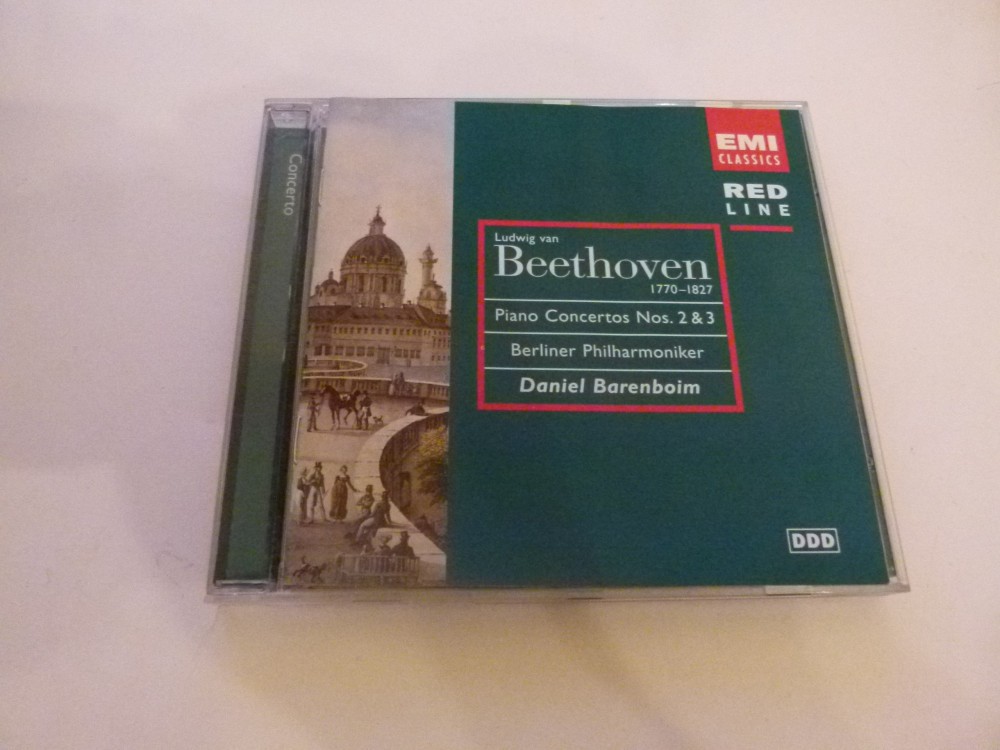 Concerto
EMI
CLASSICS
RED
LINE
Ludwig van
Beethoven
1770–1827
Piano Concertos Nos. 2 & 3
Berliner Philharmoniker
Daniel Barenboim
DDD